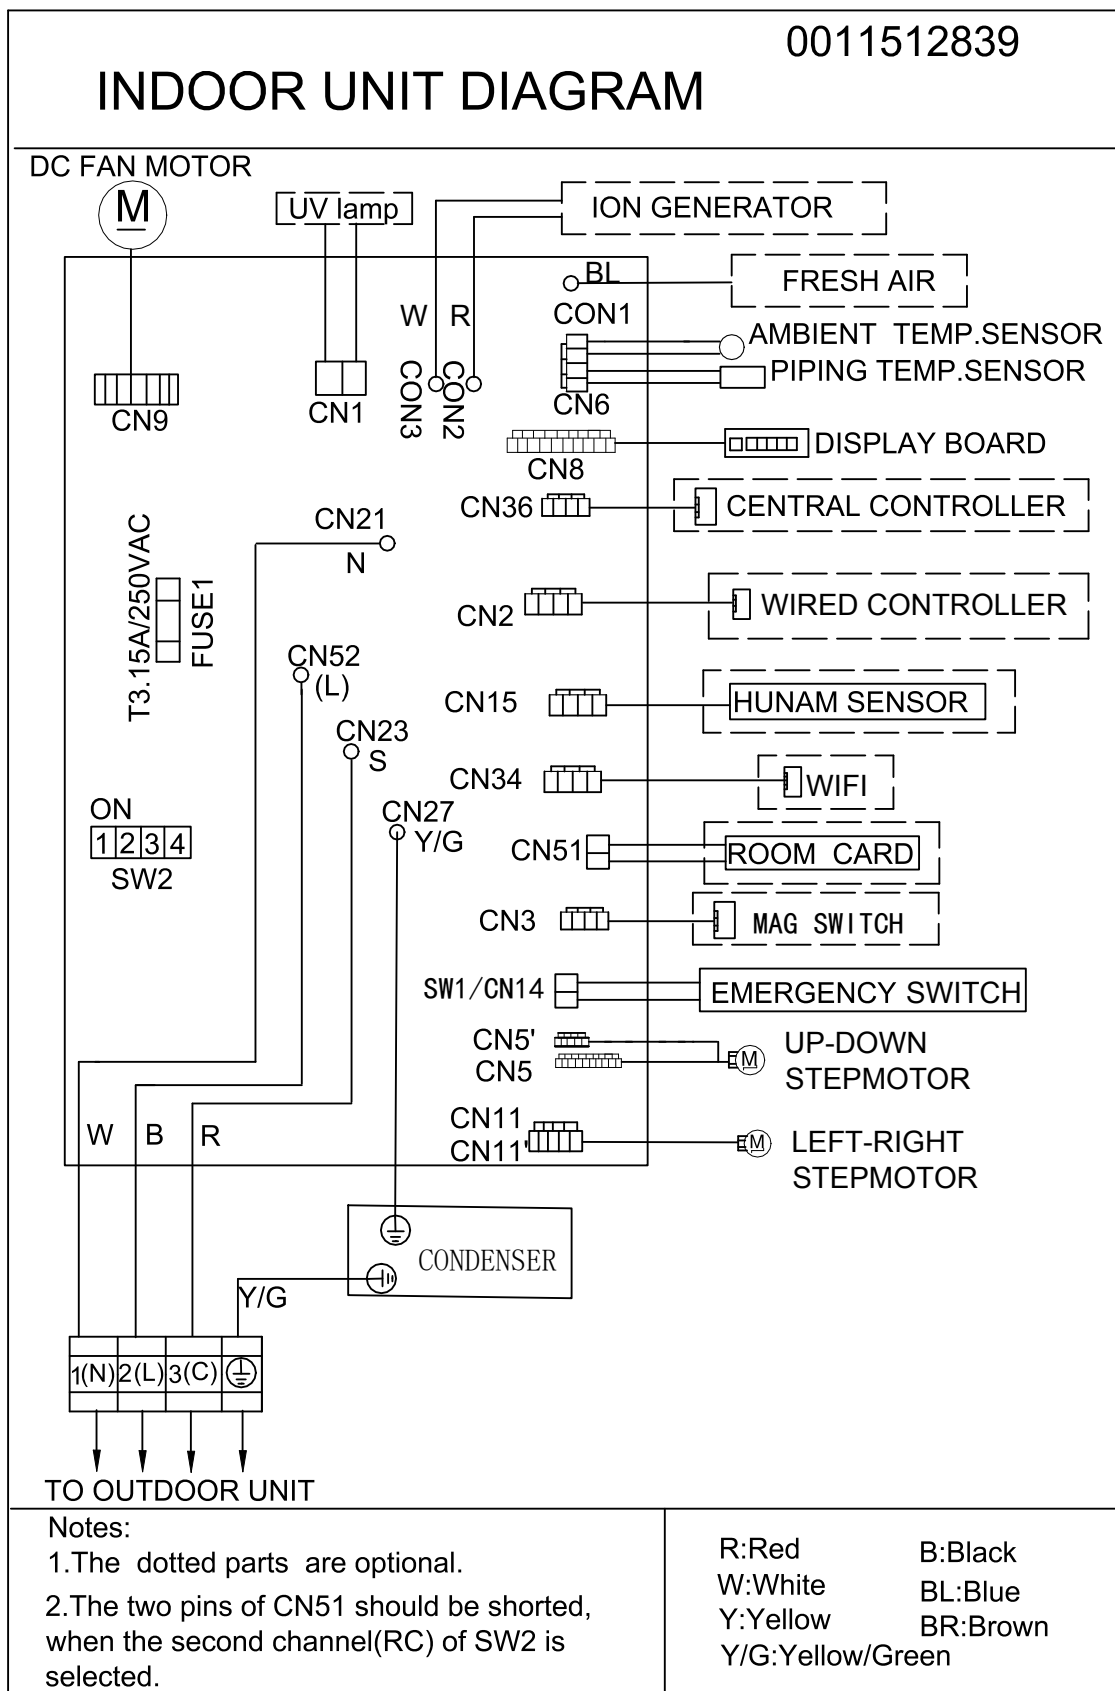 0011512839
INDOOR UNIT DIAGRAM
DC FAN MOTOR
M
UV lamp
ION GENERATOR
BL
FRESH AIR
W
R
CON1
AMBIENT TEMP.SENSOR
PIPING TEMP.SENSOR
CN9
CN1
CON3
CON2
CN6
DISPLAY BOARD
CN8
CN36
CENTRAL CONTROLLER
CN21
N
T3.15A/250VAC
FUSE1
CN2
WIRED CONTROLLER
CN52
(L)
CN15
HUNAM SENSOR
CN23
S
CN34
WIFI
ON
1 2 3 4
SW2
CN27
Y/G
CN51
ROOM CARD
CN3
MAG SWITCH
SW1/CN14
EMERGENCY SWITCH
CN5'
CN5
M
UP-DOWN
STEPMOTOR
W
B
R
CN11
CN11'
M
LEFT-RIGHT
STEPMOTOR
CONDENSER
Y/G
1(N) 2(L) 3(C)
TO OUTDOOR UNIT
Notes:
1.The dotted parts are optional.
2.The two pins of CN51 should be shorted,
when the second channel(RC) of SW2 is
selected.
R:Red
B:Black
W:White
BL:Blue
Y:Yellow
BR:Brown
Y/G:Yellow/Green